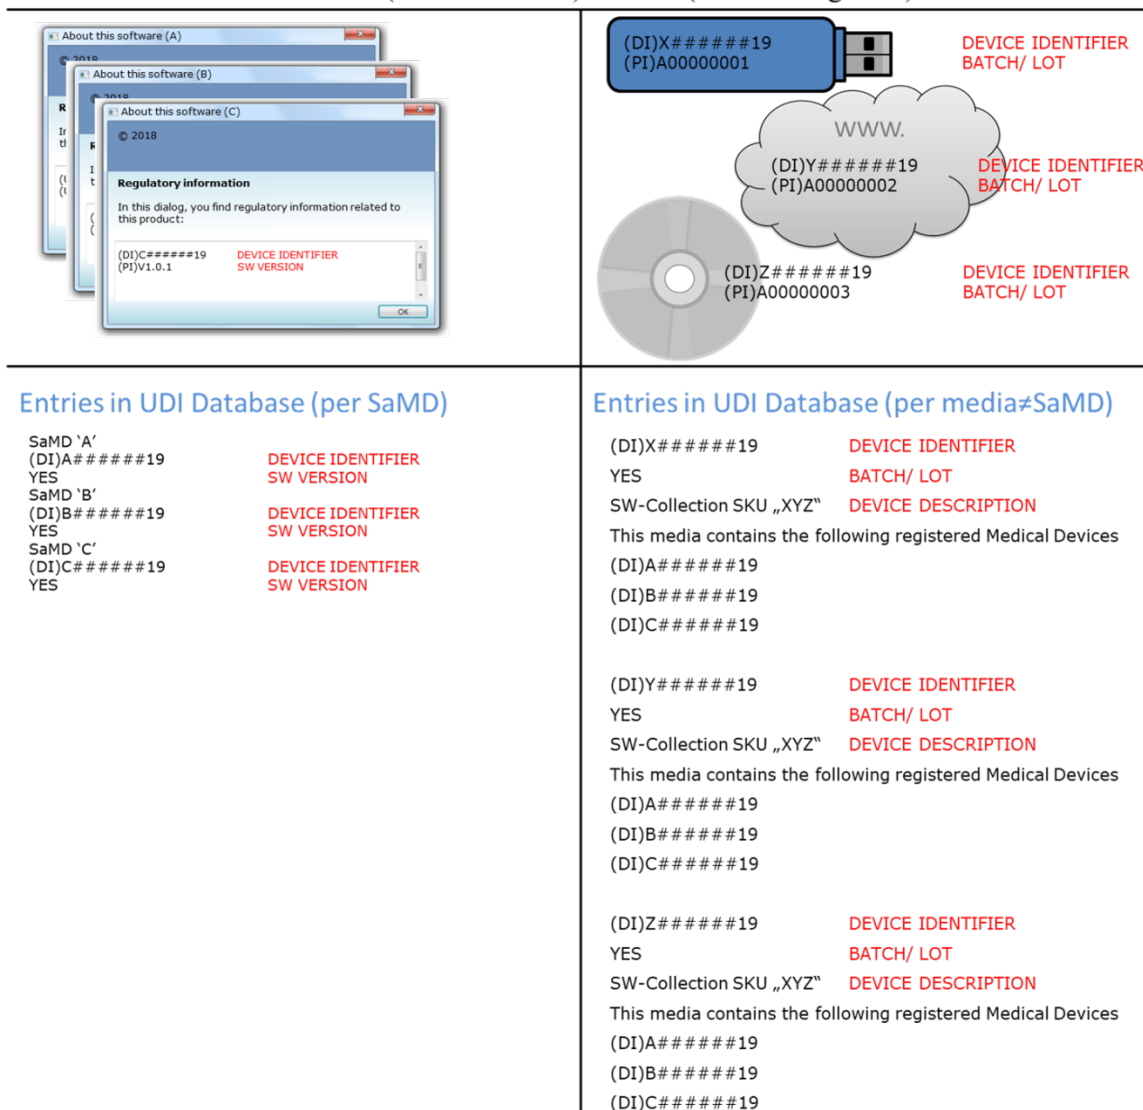 About this software (A)
© 2018
About this software (B)
About this software (C)
© 2018
Regulatory information
In this dialog, you find regulatory information related to
this product:
(DI)C######19 DEVICE IDENTIFIER
(PI)V1.0.1 SW VERSION
OK
(DI)X######19 DEVICE IDENTIFIER
(PI)A00000001 BATCH/ LOT
www.
(DI)Y######19 DEVICE IDENTIFIER
(PI)A00000002 BATCH/ LOT
(DI)Z######19 DEVICE IDENTIFIER
(PI)A00000003 BATCH/ LOT
Entries in UDI Database (per SaMD)
SaMD ‘A’
(DI)A######19 DEVICE IDENTIFIER
YES SW VERSION
SaMD ‘B’
(DI)B######19 DEVICE IDENTIFIER
YES SW VERSION
SaMD ‘C’
(DI)C######19 DEVICE IDENTIFIER
YES SW VERSION
Entries in UDI Database (per media≠SaMD)
(DI)X######19 DEVICE IDENTIFIER
YES BATCH/ LOT
SW-Collection SKU „XYZ“ DEVICE DESCRIPTION
This media contains the following registered Medical Devices
(DI)A######19
(DI)B######19
(DI)C######19
(DI)Y######19 DEVICE IDENTIFIER
YES BATCH/ LOT
SW-Collection SKU „XYZ“ DEVICE DESCRIPTION
This media contains the following registered Medical Devices
(DI)A######19
(DI)B######19
(DI)C######19
(DI)Z######19 DEVICE IDENTIFIER
YES BATCH/ LOT
SW-Collection SKU „XYZ“ DEVICE DESCRIPTION
This media contains the following registered Medical Devices
(DI)A######19
(DI)B######19
(DI)C######19